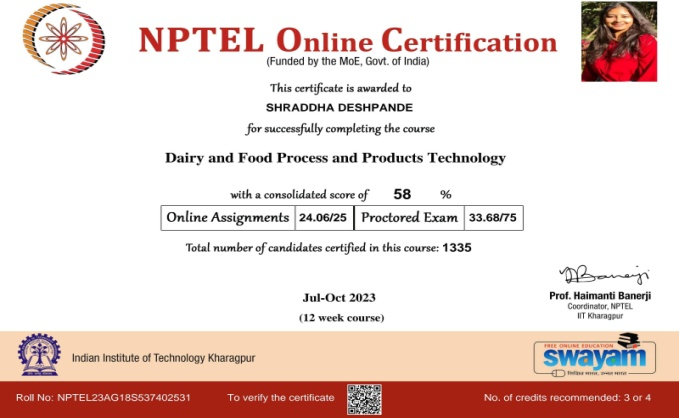 NPTEL Online Certification
(Funded by the MoE, Govt. of India)
This certificate is awarded to
SHRADDHA DESHPANDE
for successfully completing the course
Dairy and Food Process and Products Technology
with a consolidated score of 58 %
Online Assignments 24.06/25 Proctored Exam 33.68/75
Total number of candidates certified in this course: 1335
Jul-Oct 2023
(12 week course)
Prof. Haimanti Banerji
Coordinator, NPTEL
IIT Kharagpur
Indian Institute of Technology Kharagpur
FREE ONLINE EDUCATION
swayam
शिक्षित भारत, उन्नत भारत
Roll No: NPTEL23AG18S537402531 To verify the certificate No. of credits recommended: 3 or 4